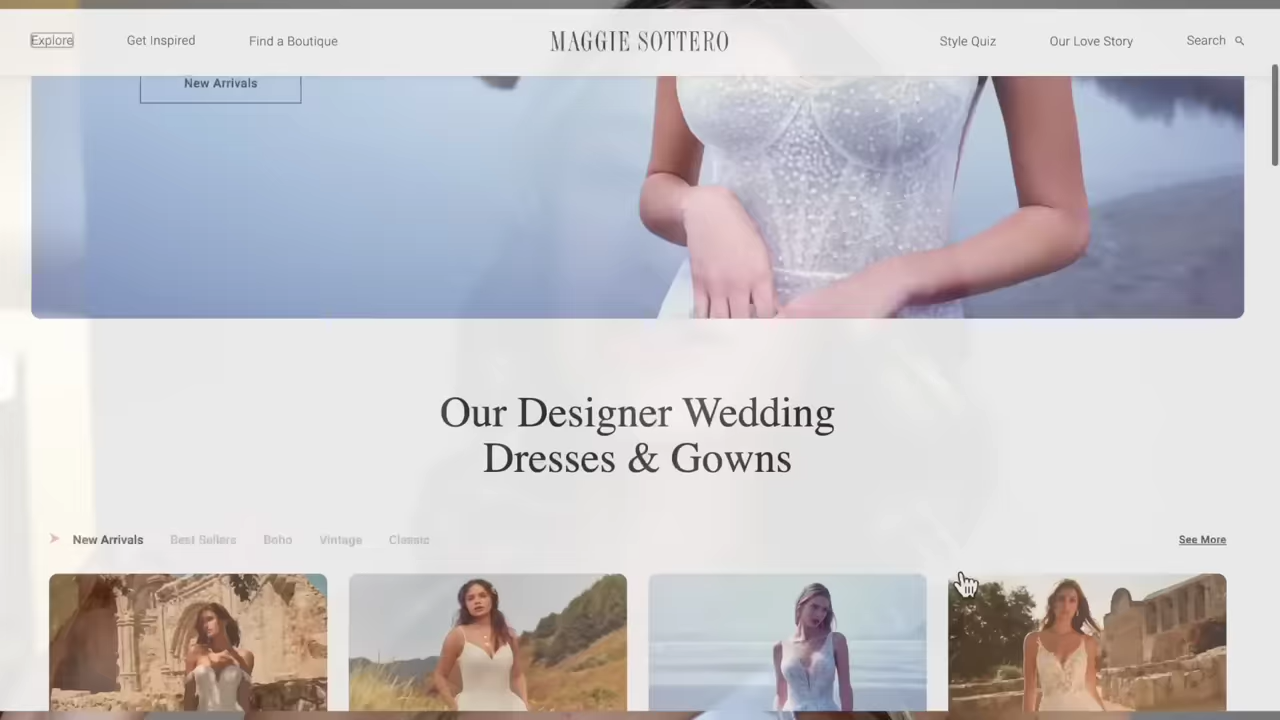 Explore
Get Inspired
Find a Boutique
MAGGIE SOTTERO
Style Quiz
Our Love Story
Search
New Arrivals
Our Designer Wedding
Dresses & Gowns
New Arrivals
Best Sellers
Boho
Vintage
Classic
See More